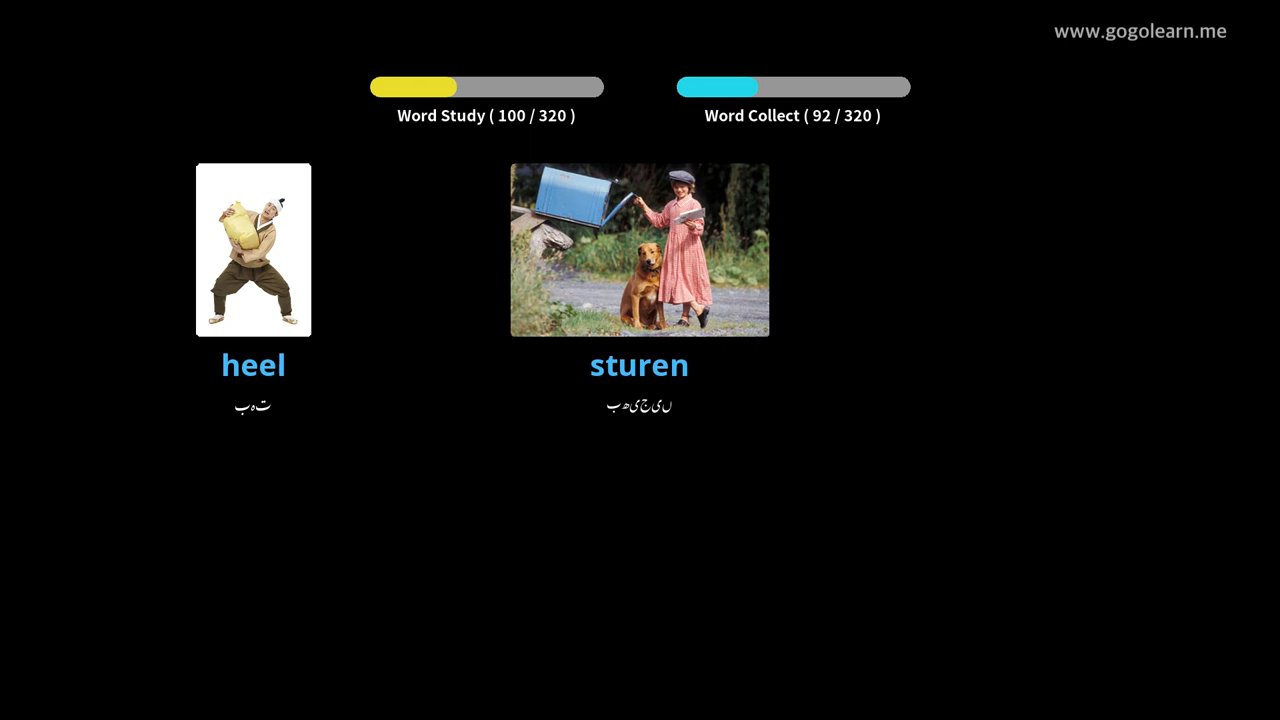 www.gogolearn.me
Word Study ( 100 / 320 )
Word Collect ( 92 / 320 )
heel
بہت
sturen
بھیجیں